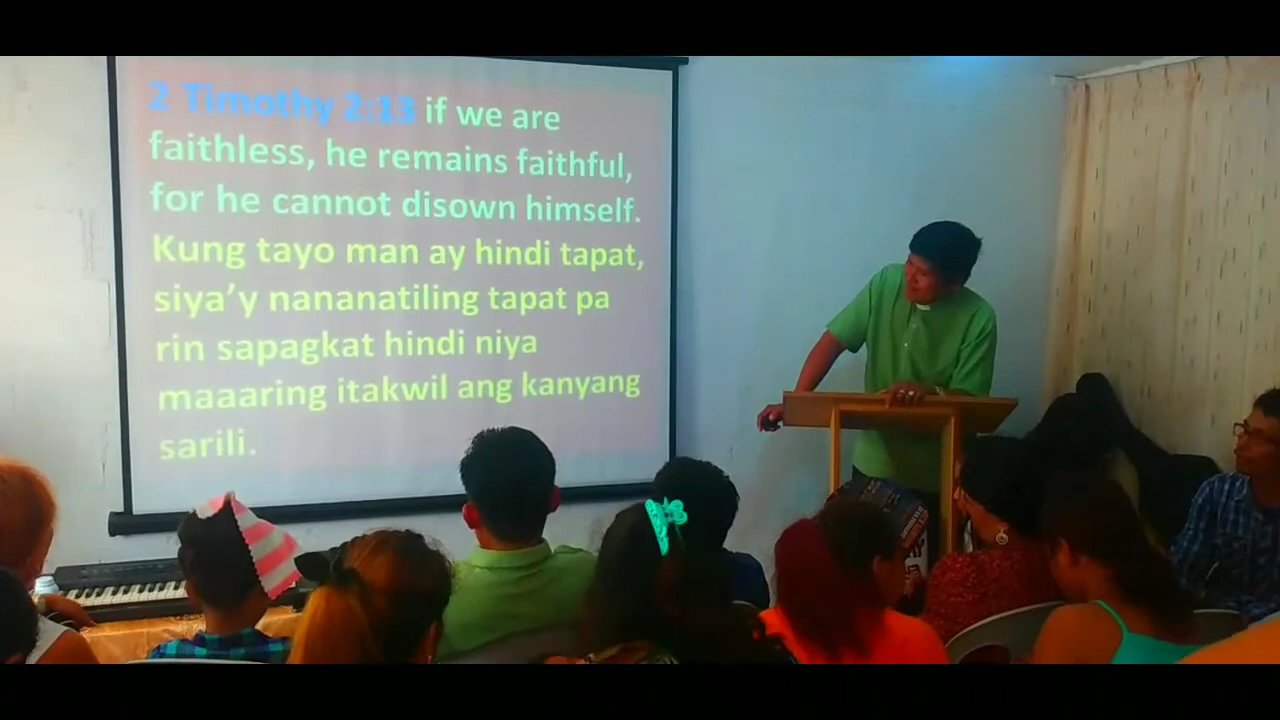 2 Timothy 2:13 if we are
faithless, he remains faithful,
for he cannot disown himself.
Kung tayo man ay hindi tapat,
siya’y nananatiling tapat pa
rin sapagkat hindi niya
maaaring itakwil ang kanyang
sarili.